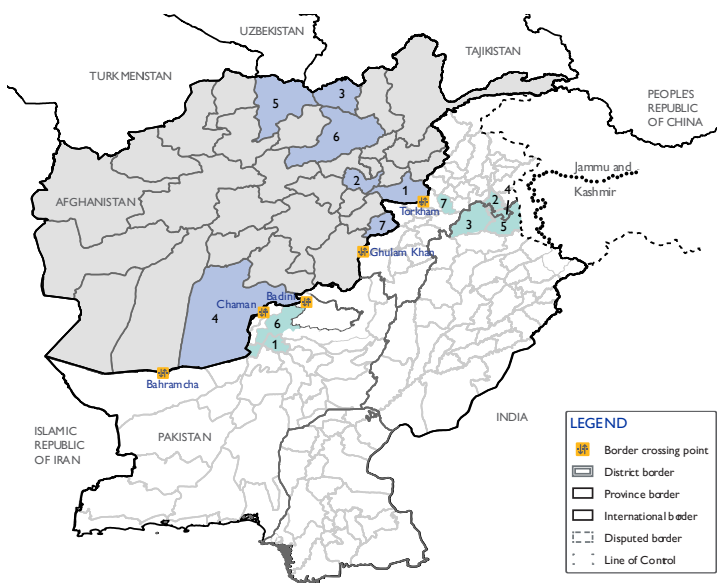 UZBEKISTAN
TAJIKISTAN
TURKMENSTAN
PEOPLE'S
REPUBLIC
OF CHINA
3
5
6
Jammu and
Kashmir
2
1
4
2
7
AFGHANISTAN
Torkham
3
5
7
Ghulam Khan
Badini
Chaman
4
6
1
Bahramcha
ISLAMIC
REPUBLIC
OF IRAN
PAKISTAN
INDIA
LEGEND
Border crossing point
District border
Province border
International border
Disputed border
Line of Control